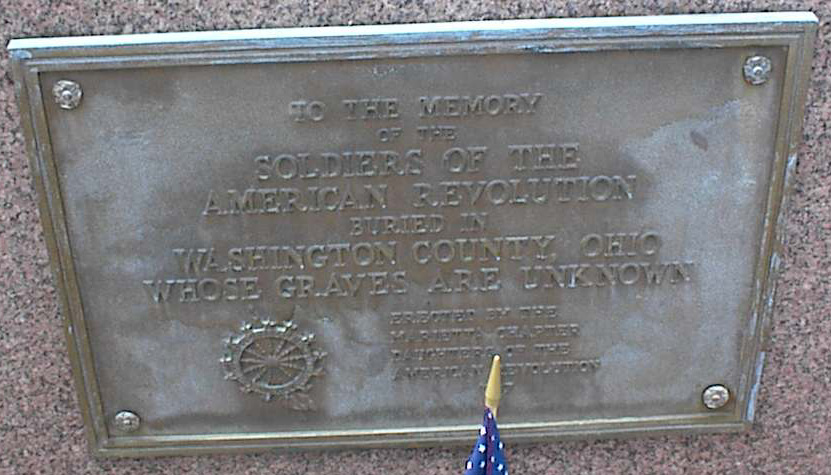 TO THE MEMORY
OF THE
SOLDIERS OF THE
AMERICAN REVOLUTION
BURIED IN
WASHINGTON COUNTY, OHIO
WHOSE GRAVES ARE UNKNOWN
ERECTED BY THE
MARIETTA CHAPTER
DAUGHTERS OF THE
AMERICAN REVOLUTION